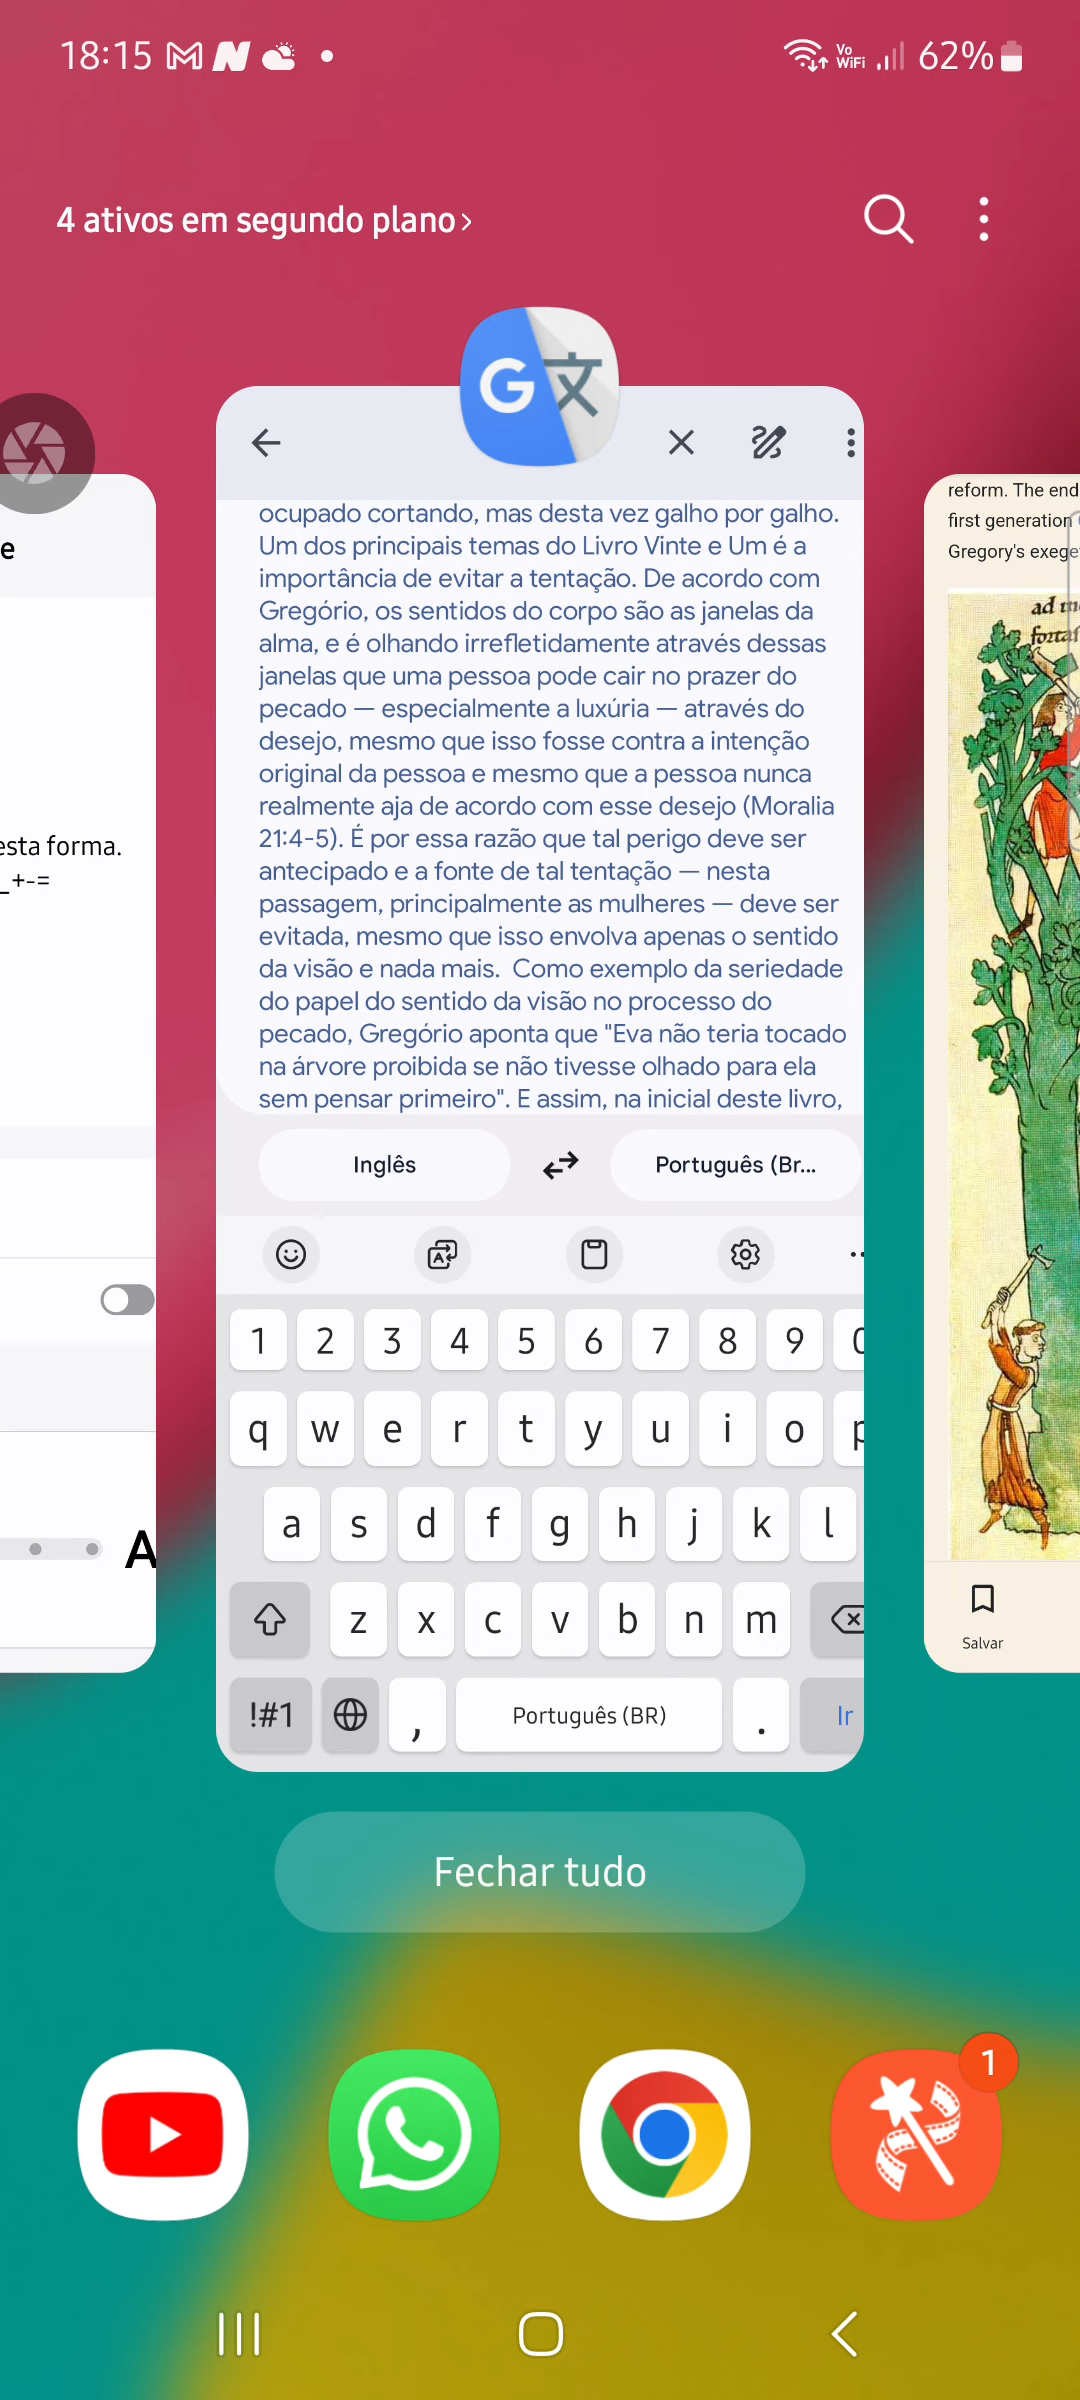 18:15
Vo
WiFi
62%
4 ativos em segundo plano
e
esta forma.
_+-=
A
ocupado cortando, mas desta vez galho por galho.
Um dos principais temas do Livro Vinte e Um é a
importância de evitar a tentação. De acordo com
Gregório, os sentidos do corpo são as janelas da
alma, e é olhando irrefletidamente através dessas
janelas que uma pessoa pode cair no prazer do
pecado — especialmente a luxúria — através do
desejo, mesmo que isso fosse contra a intenção
original da pessoa e mesmo que a pessoa nunca
realmente aja de acordo com esse desejo (Moralia
21:4-5). É por essa razão que tal perigo deve ser
antecipado e a fonte de tal tentação — nesta
passagem, principalmente as mulheres — deve ser
evitada, mesmo que isso envolva apenas o sentido
da visão e nada mais.  Como exemplo da seriedade
do papel do sentido da visão no processo do
pecado, Gregório aponta que "Eva não teria tocado
na árvore proibida se não tivesse olhado para ela
sem pensar primeiro". E assim, na inicial deste livro,
Inglês
Português (Br...
1 2 3 4 5 6 7 8 9 0
q w e r t y u i o p
a s d f g h j k l
z x c v b n m
!#1 , Português (BR) . Ir
reform. The end
first generation
Gregory's exege
ad
Salvar
Fechar tudo
1